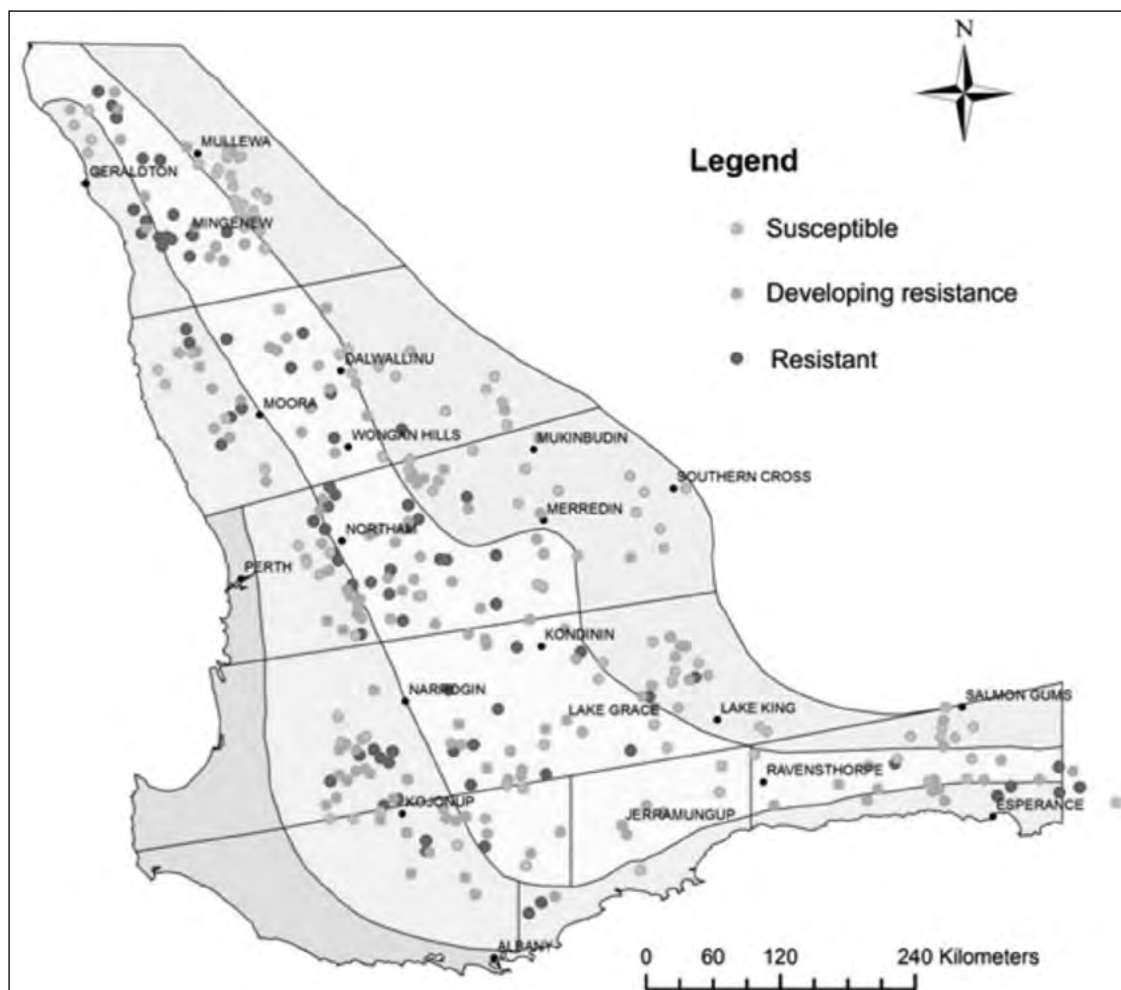 N
Legend
Susceptible
Developing resistance
Resistant
MULLEWA
GERALDTON
MINGENEW
DALWALLINU
MOORA
WONGAN HILLS
MUKINBUDIN
SOUTHERN CROSS
MERREDIN
NORTHAM
PERTH
KONDININ
NARROGIN
SALMON GUMS
LAKE GRACE
LAKE KING
RAVENSTHORPE
KOJONUP
JERRAMUNGUP
ESPERANCE
ALBANY
0 60 120 240 Kilometers